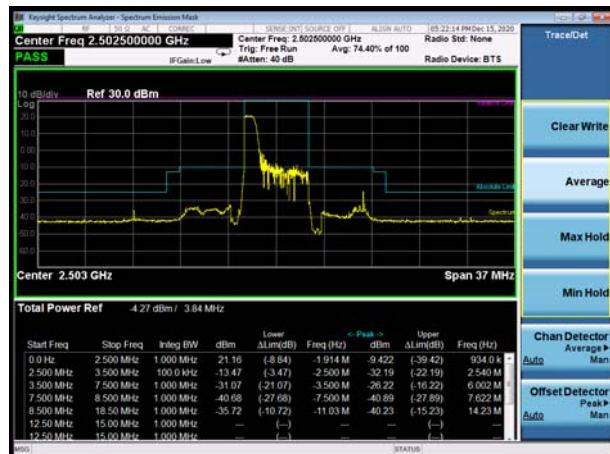 Keysight Spectrum Analyzer - Spectrum Emission Mask
RF 50 Ω AC CORREC SENSE:INT SOURCE OFF ALIGN AUTO 05:22:14 PM Dec 15, 2020
Center Freq 2.502500000 GHz
Center Freq: 2.502500000 GHz
Radio Std: None
Trig: Free Run Avg: 74.40% of 100
PASS
IFGain:Low #Atten: 40 dB Radio Device: BTS
10 dB/div Ref 30.0 dBm
Log
20.0
10.0
0.0
-10.0
-20.0
-30.0
-40.0
-50.0
-60.0
Absolute Limit
Spectrum
Center 2.503 GHz Span 37 MHz
Total Power Ref -4.27 dBm / 3.84 MHz
Lower <- Peak -> Upper
Start Freq Stop Freq Integ BW dBm ΔLim(dB) Freq (Hz) dBm ΔLim(dB) Freq (Hz)
0.0 Hz 2.500 MHz 1.000 MHz 21.16 (-8.84) -1.914 M -9.422 (-39.42) 934.0 k
2.500 MHz 3.500 MHz 100.0 kHz -13.47 (-3.47) -2.500 M -32.19 (-22.19) 2.540 M
3.500 MHz 7.500 MHz 1.000 MHz -31.07 (-21.07) -3.500 M -26.22 (-16.22) 6.002 M
7.500 MHz 8.500 MHz 1.000 MHz -40.68 (-27.68) -7.500 M -40.89 (-27.89) 7.622 M
8.500 MHz 18.50 MHz 1.000 MHz -35.72 (-10.72) -11.03 M -40.23 (-15.23) 14.23 M
12.50 MHz 15.00 MHz 1.000 MHz --- (---) --- --- (---) ---
12.50 MHz 15.00 MHz 1.000 MHz --- (---) --- --- (---) ---
MSG STATUS
Trace/Det
Clear Write
Average
Max Hold
Min Hold
Chan Detector
Average▶
Auto Man
Offset Detector
Peak▶
Auto Man